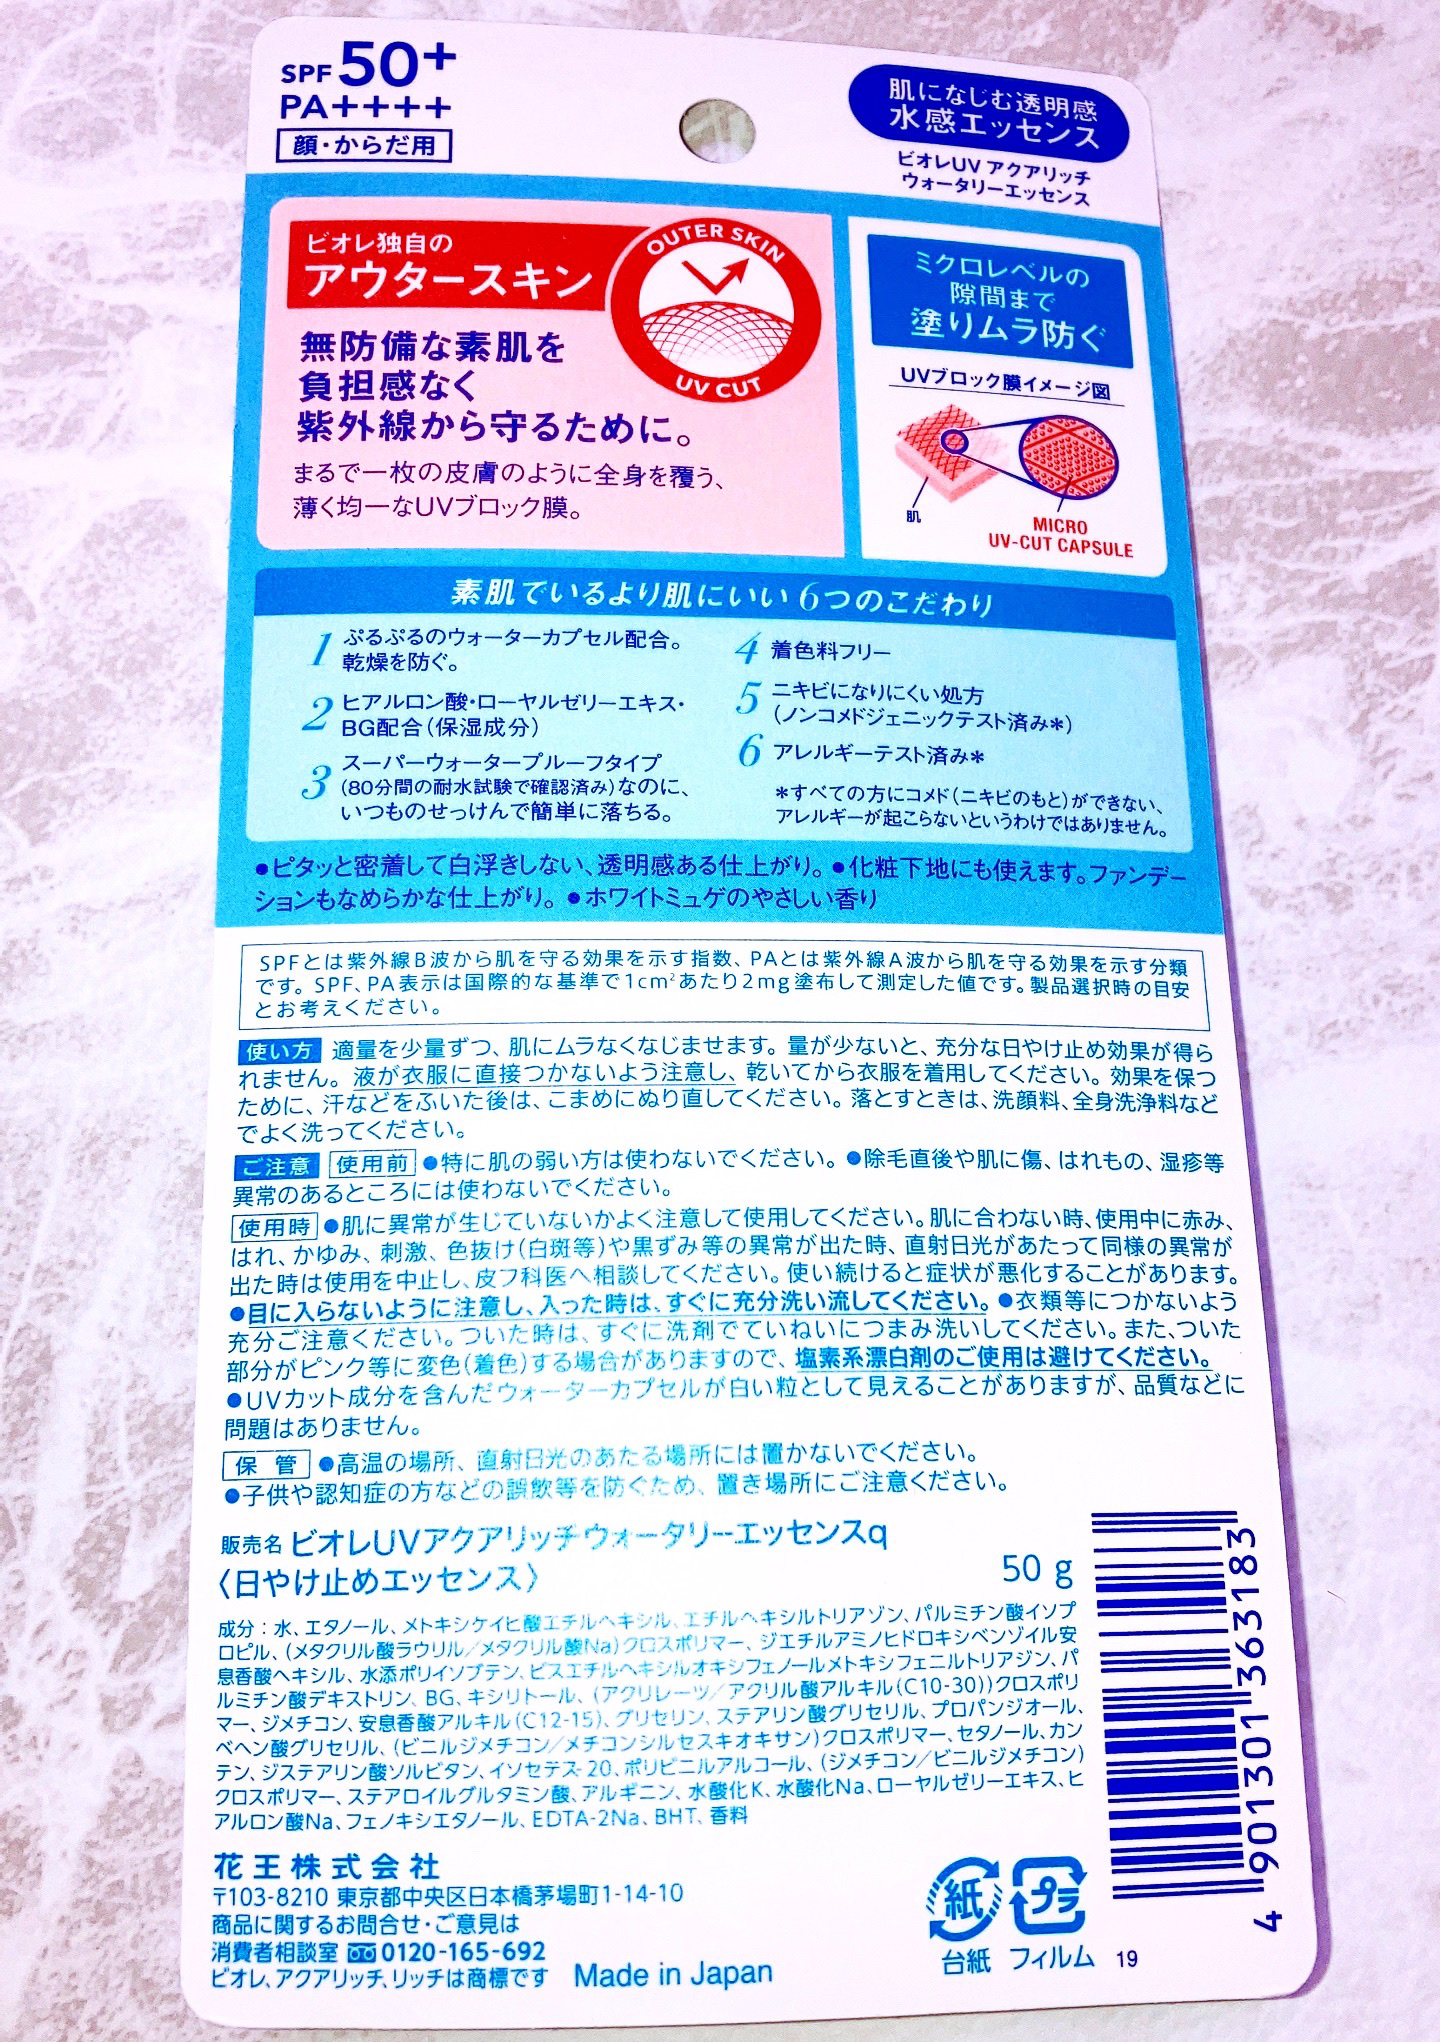 SPF 50+
PA++++
顔・からだ用
肌になじむ透明感
水感エッセンス
ビオレUV アクアリッチ
ウォータリーエッセンス
ビオレ独自の
アウタースキン
OUTER SKIN
UV CUT
無防備な素肌を
負担感なく
紫外線から守るために。
まるで一枚の皮膚のように全身を覆う、
薄く均一なUVブロック膜。
ミクロレベルの
隙間まで
塗りムラ防ぐ
UVブロック膜イメージ図
肌
MICRO
UV-CUT CAPSULE
素肌でいるより肌にいい 6つのこだわり
1 ぷるぷるのウォーターカプセル配合。
乾燥を防ぐ。
2 ヒアルロン酸・ローヤルゼリーエキス・
BG配合(保湿成分)
3 スーパーウォータープルーフタイプ
(80分間の耐水試験で確認済み)なのに、
いつものせっけんで簡単に落ちる。
4 着色料フリー
5 ニキビになりにくい処方
(ノンコメドジェニックテスト済み*)
6 アレルギーテスト済み*
*すべての方にコメド(ニキビのもと)ができない、
アレルギーが起こらないというわけではありません。
●ピタッと密着して白浮きしない、透明感ある仕上がり。●化粧下地にも使えます。ファンデー
ションもなめらかな仕上がり。●ホワイトミュゲのやさしい香り
SPFとは紫外線B波から肌を守る効果を示す指数、PAとは紫外線A波から肌を守る効果を示す分類
です。SPF、PA表示は国際的な基準で1cm²あたり2mg塗布して測定した値です。製品選択時の目安
とお考えください。
使い方 適量を少量ずつ、肌にムラなくなじませます。量が少ないと、充分な日やけ止め効果が得ら
れません。液が衣服に直接つかないよう注意し、乾いてから衣服を着用してください。効果を保つ
ために、汗などをふいた後は、こまめにぬり直してください。落とすときは、洗顔料、全身洗浄料など
でよく洗ってください。
ご注意 使用前 ●特に肌の弱い方は使わないでください。●除毛直後や肌に傷、はれもの、湿疹等
異常のあるところには使わないでください。
使用時 ●肌に異常が生じていないかよく注意して使用してください。肌に合わない時、使用中に赤み、
はれ、かゆみ、刺激、色抜け(白斑等)や黒ずみ等の異常が出た時、直射日光があたって同様の異常が
出た時は使用を中止し、皮フ科医へ相談してください。使い続けると症状が悪化することがあります。
●目に入らないように注意し、入った時は、すぐに充分洗い流してください。●衣類等につかないよう
充分ご注意ください。ついた時は、すぐに洗剤でていねいにつまみ洗いしてください。また、ついた
部分がピンク等に変色(着色)する場合がありますので、塩素系漂白剤のご使用は避けてください。
●UVカット成分を含んだウォーターカプセルが白い粒として見えることがありますが、品質などに
問題はありません。
保 管 ●高温の場所、直射日光のあたる場所には置かないでください。
●子供や認知症の方などの誤飲等を防ぐため、置き場所にご注意ください。
販売名 ビオレUVアクアリッチウォータリーエッセンスq
〈日やけ止めエッセンス〉
50 g
成分:水、エタノール、メトキシケイヒ酸エチルヘキシル、エチルヘキシルトリアゾン、パルミチン酸イソプ
ロピル、(メタクリル酸ラウリル/メタクリル酸Na)クロスポリマー、ジエチルアミノヒドロキシベンゾイル安
息香酸ヘキシル、水添ポリイソブテン、ビスエチルヘキシルオキシフェノールメトキシフェニルトリアジン、パ
ルミチン酸デキストリン、BG、キシリトール、(アクリレーツ/アクリル酸アルキル(C10-30))クロスポリ
マー、ジメチコン、安息香酸アルキル(C12-15)、グリセリン、ステアリン酸グリセリル、プロパンジオール、
ベヘン酸グリセリル、(ビニルジメチコン/メチコンシルセスキオキサン)クロスポリマー、セタノール、カン
テン、ジステアリン酸ソルビタン、イソセテス-20、ポリビニルアルコール、(ジメチコン/ビニルジメチコン)
クロスポリマー、ステアロイルグルタミン酸、アルギニン、水酸化K、水酸化Na、ローヤルゼリーエキス、ヒ
アルロン酸Na、フェノキシエタノール、EDTA-2Na、BHT、香料
4 901301 363183
花王株式会社
〒103-8210 東京都中央区日本橋茅場町1-14-10
商品に関するお問合せ・ご意見は
消費者相談室 0120-165-692
ビオレ、アクアリッチ、リッチは商標です Made in Japan
紙 プラ
台紙 フィルム 19